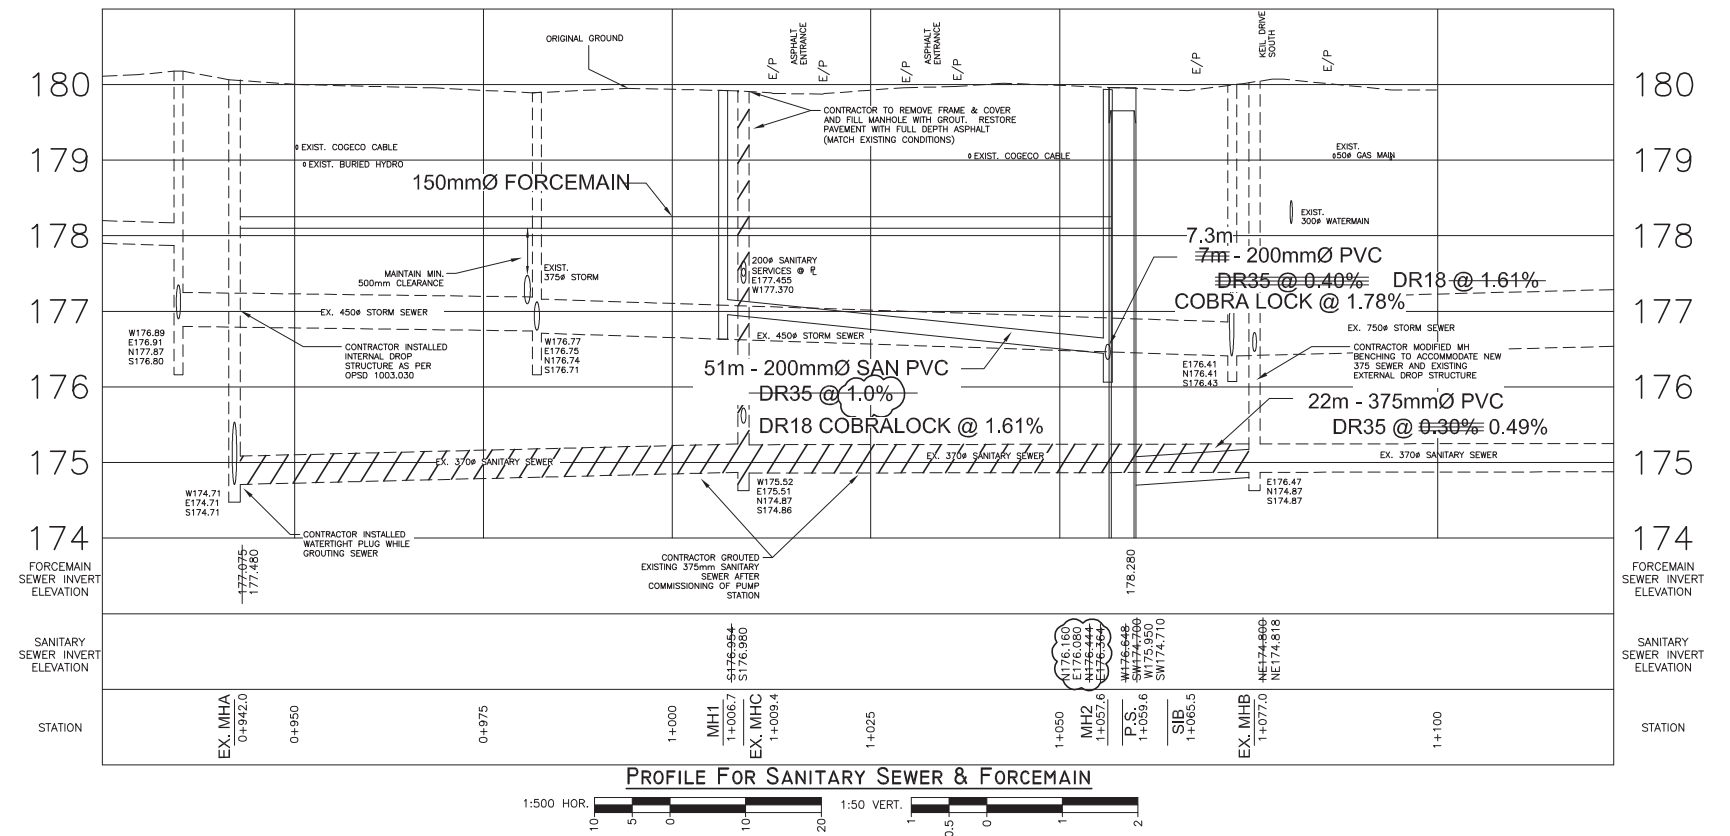 ORIGINAL GROUND
E/P
ASPHALT
ENTRANCE
E/P
E/P
ASPHALT
ENTRANCE
E/P
E/P
KEIL DRIVE
SOUTH
E/P
180
179
178
177
176
175
174
180
179
178
177
176
175
174
CONTRACTOR TO REMOVE FRAME & COVER
AND FILL MANHOLE WITH GROUT. RESTORE
PAVEMENT WITH FULL DEPTH ASPHALT
(MATCH EXISTING CONDITIONS)
EXIST. COGECO CABLE
EXIST. BURIED HYDRO
EXIST. COGECO CABLE
EXIST.
50ø GAS MAIN
150mmØ FORCEMAIN
EXIST.
300ø WATERMAIN
7.3m
7m - 200mmØ PVC
DR35 @ 0.40% DR18 @ 1.61%
COBRA LOCK @ 1.78%
MAINTAIN MIN.
500mm CLEARANCE
EXIST.
375ø STORM
200ø SANITARY
SERVICES @ ℄
E177.455
W177.370
EX. 450ø STORM SEWER
EX. 450ø STORM SEWER
EX. 750ø STORM SEWER
W176.89
E176.91
N177.87
S176.80
CONTRACTOR INSTALLED
INTERNAL DROP
STRUCTURE AS PER
OPSD 1003.030
W176.77
E176.75
N176.74
S176.71
51m - 200mmØ SAN PVC
DR35 @ 1.0%
DR18 COBRALOCK @ 1.61%
E176.41
N176.41
S176.43
CONTRACTOR MODIFIED MH
BENCHING TO ACCOMMODATE NEW
375 SEWER AND EXISTING
EXTERNAL DROP STRUCTURE
22m - 375mmØ PVC
DR35 @ 0.30% 0.49%
EX. 370ø SANITARY SEWER
EX. 370ø SANITARY SEWER
EX. 370ø SANITARY SEWER
W174.71
E174.71
S174.71
W175.52
E175.51
N174.87
S174.86
E176.47
N174.87
S174.87
CONTRACTOR INSTALLED
WATERTIGHT PLUG WHILE
GROUTING SEWER
CONTRACTOR GROUTED
EXISTING 375mm SANITARY
SEWER AFTER
COMMISSIONING OF PUMP
STATION
FORCEMAIN
SEWER INVERT
ELEVATION
177.075
177.480
178.280
FORCEMAIN
SEWER INVERT
ELEVATION
SANITARY
SEWER INVERT
ELEVATION
S176.954
S176.980
N176.160
E176.080
N176.444
E176.364
W176.648
SW174.700
W175.950
SW174.710
NE174.800
NE174.818
SANITARY
SEWER INVERT
ELEVATION
STATION
EX. MHA
0+942.0
0+950
0+975
1+000
MH1
1+006.7
EX. MHC
1+009.4
1+025
1+050
MH2
1+057.6
P.S.
1+059.6
SIB
1+065.5
EX. MHB
1+077.0
1+100
STATION
PROFILE FOR SANITARY SEWER & FORCEMAIN
1:500 HOR.
10 5 0 10 20
1:50 VERT.
1 0.5 0 1 2